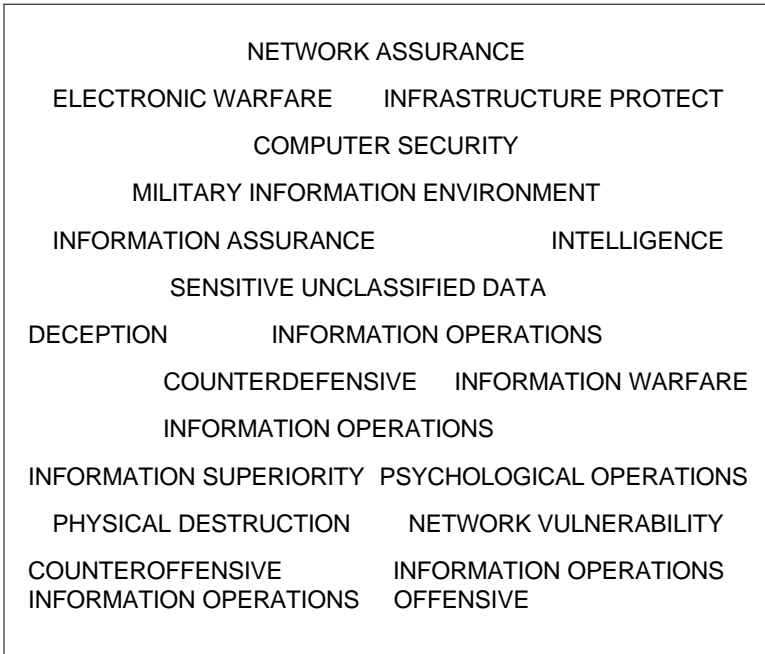 NETWORK ASSURANCE
ELECTRONIC WARFARE INFRASTRUCTURE PROTECT
COMPUTER SECURITY
MILITARY INFORMATION ENVIRONMENT
INFORMATION ASSURANCE INTELLIGENCE
SENSITIVE UNCLASSIFIED DATA
DECEPTION INFORMATION OPERATIONS
COUNTERDEFENSIVE INFORMATION WARFARE
INFORMATION OPERATIONS
INFORMATION SUPERIORITY PSYCHOLOGICAL OPERATIONS
PHYSICAL DESTRUCTION NETWORK VULNERABILITY
COUNTEROFFENSIVE INFORMATION OPERATIONS
INFORMATION OPERATIONS OFFENSIVE